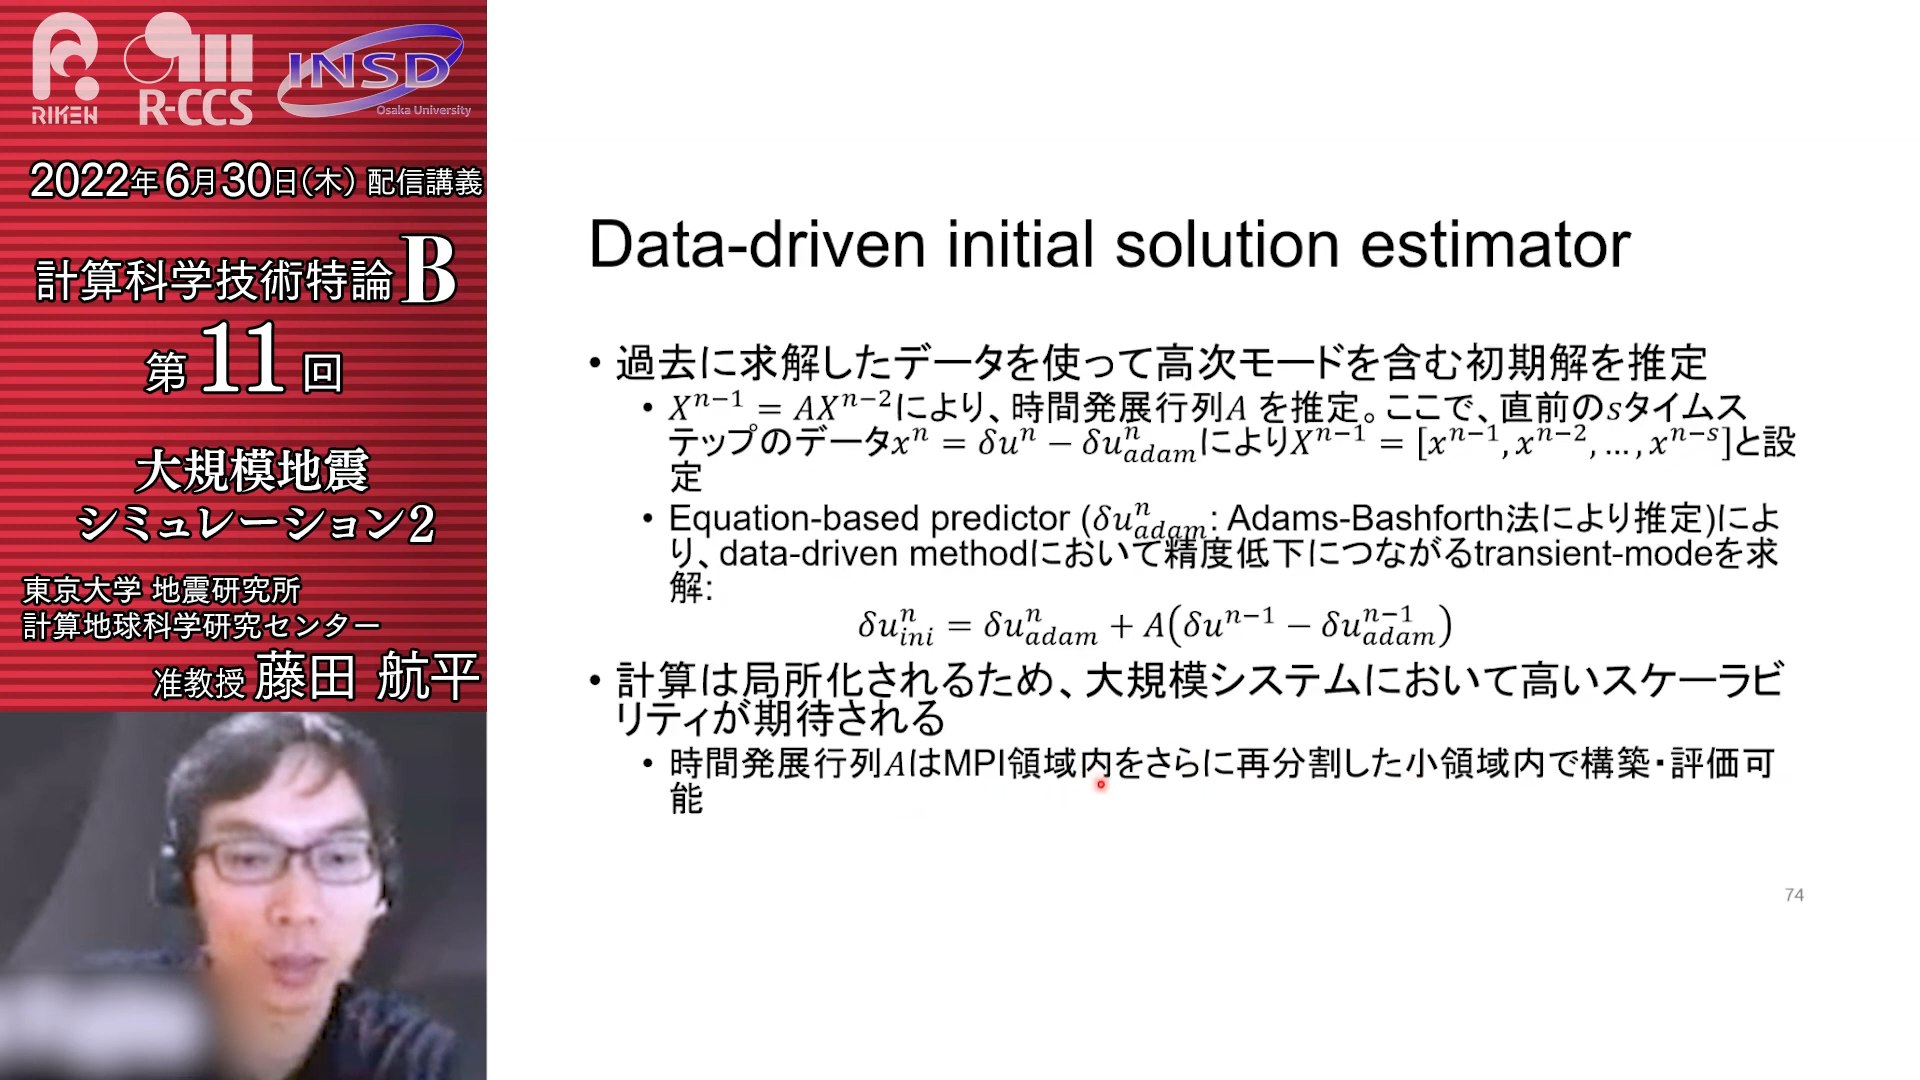 RIKEN
R-CCS
INSD
Osaka University
2022年6月30日(木) 配信講義
計算科学技術特論B
第11回
大規模地震
シミュレーション2
東京大学 地震研究所
計算地球科学研究センター
准教授 藤田 航平
Data-driven initial solution estimator
• 過去に求解したデータを使って高次モードを含む初期解を推定
• $X^{n-1} = AX^{n-2}$により、時間発展行列$A$ を推定。ここで、直前の$s$タイムス
テップのデータ$x^n = \delta u^n - \delta u^n_{adam}$により$X^{n-1} = [x^{n-1}, x^{n-2}, ..., x^{n-s}]$と設
定
• Equation-based predictor ($\delta u^n_{adam}$: Adams-Bashforth法により推定)によ
り、data-driven methodにおいて精度低下につながるtransient-modeを求
解:
$\delta u^n_{ini} = \delta u^n_{adam} + A(\delta u^{n-1} - \delta u^{n-1}_{adam})$
• 計算は局所化されるため、大規模システムにおいて高いスケーラビ
リティが期待される
• 時間発展行列$A$はMPI領域内をさらに再分割した小領域内で構築・評価可
能
74